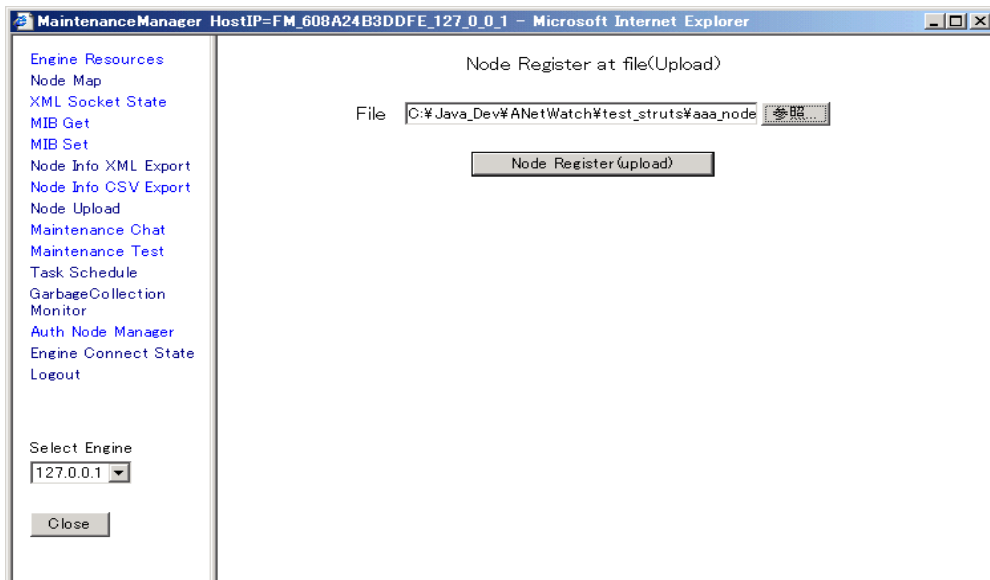 MaintenanceManager HostIP=FM_608A24B3DDFE_127_0_0_1 - Microsoft Internet Explorer
Engine Resources
Node Map
XML Socket State
MIB Get
MIB Set
Node Info XML Export
Node Info CSV Export
Node Upload
Maintenance Chat
Maintenance Test
Task Schedule
GarbageCollection
Monitor
Auth Node Manager
Engine Connect State
Logout
Select Engine
127.0.0.1
Close
Node Register at file(Upload)
File C:¥Java_Dev¥ANetWatch¥test_struts¥aaa_node 参照...
Node Register(upload)